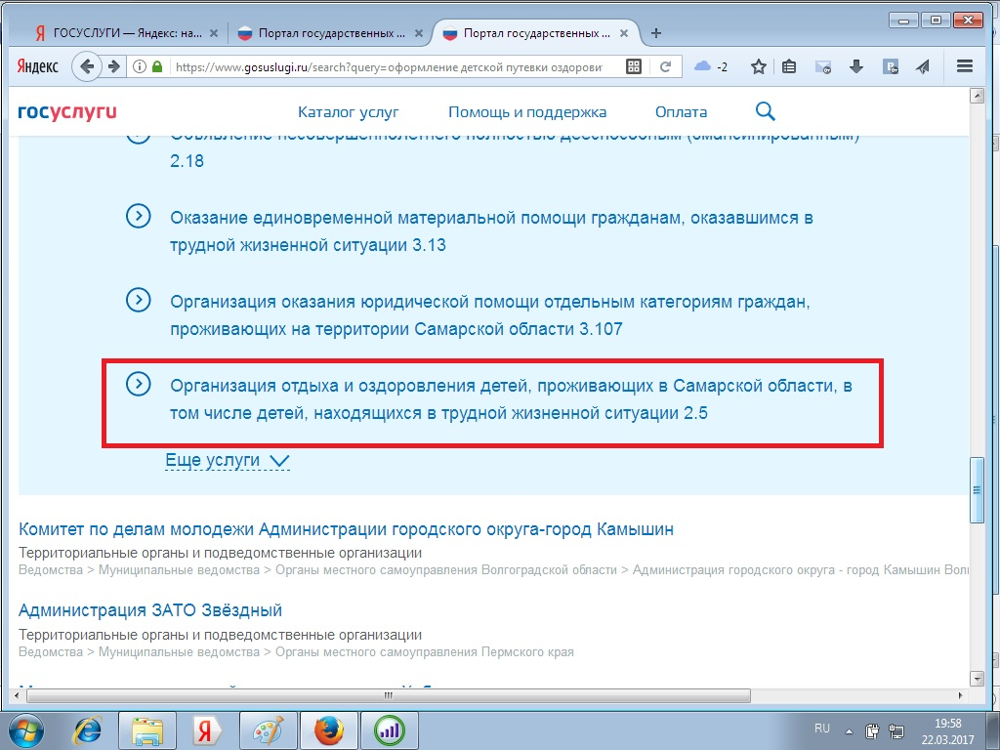 ГОСУСЛУГИ — Яндекс: на...
Портал государственных ...
Портал государственных ...
Яндекс
https://www.gosuslugi.ru/search?query=оформление детской путевки оздорови
-2
госуслуги
Каталог услуг
Помощь и поддержка
Оплата
Объявление несовершеннолетнего полностью дееспособным (эмансипированным)
2.18
Оказание единовременной материальной помощи гражданам, оказавшимся в
трудной жизненной ситуации 3.13
Организация оказания юридической помощи отдельным категориям граждан,
проживающих на территории Самарской области 3.107
Организация отдыха и оздоровления детей, проживающих в Самарской области, в
том числе детей, находящихся в трудной жизненной ситуации 2.5
Еще услуги
Комитет по делам молодежи Администрации городского округа-город Камышин
Территориальные органы и подведомственные организации
Ведомства > Муниципальные ведомства > Органы местного самоуправления Волгоградской области > Администрация городского округа - город Камышин Вол
Администрация ЗАТО Звёздный
Территориальные органы и подведомственные организации
Ведомства > Муниципальные ведомства > Органы местного самоуправления Пермского края
RU
19:58
22.03.2017